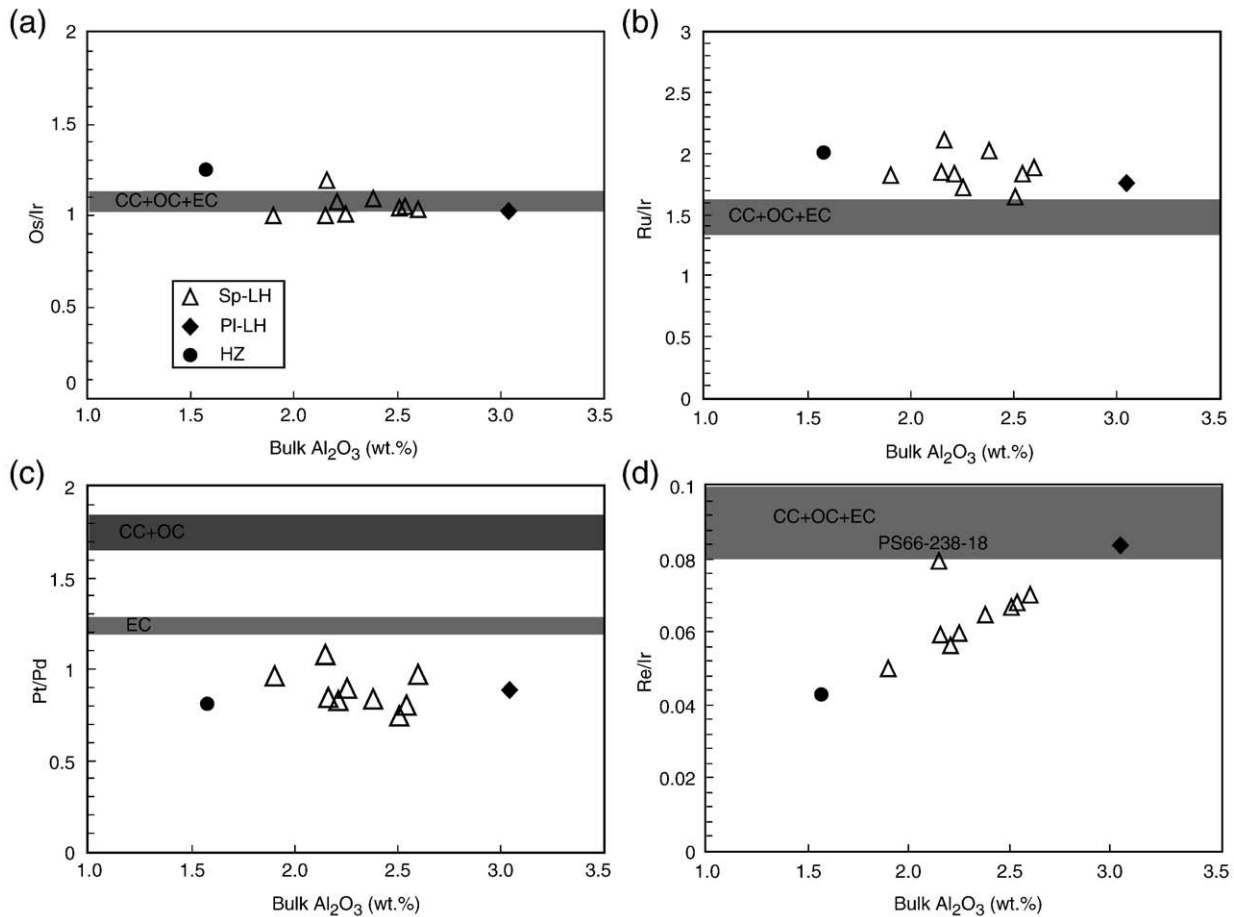 (a)
2
1.5
1
0.5
0
Os/Ir
CC+OC+EC
Sp-LH
Pl-LH
HZ
1.0 1.5 2.0 2.5 3.0 3.5
Bulk Al₂O₃ (wt.%)
(b)
3
2.5
2
1.5
1
0.5
0
Ru/Ir
CC+OC+EC
1.0 1.5 2.0 2.5 3.0 3.5
Bulk Al₂O₃ (wt.%)
(c)
2
1.5
1
0.5
0
Pt/Pd
CC+OC
EC
1.0 1.5 2.0 2.5 3.0 3.5
Bulk Al₂O₃ (wt.%)
(d)
0.1
0.08
0.06
0.04
0.02
0
Re/Ir
CC+OC+EC
PS66-238-18
1.0 1.5 2.0 2.5 3.0 3.5
Bulk Al₂O₃ (wt.%)